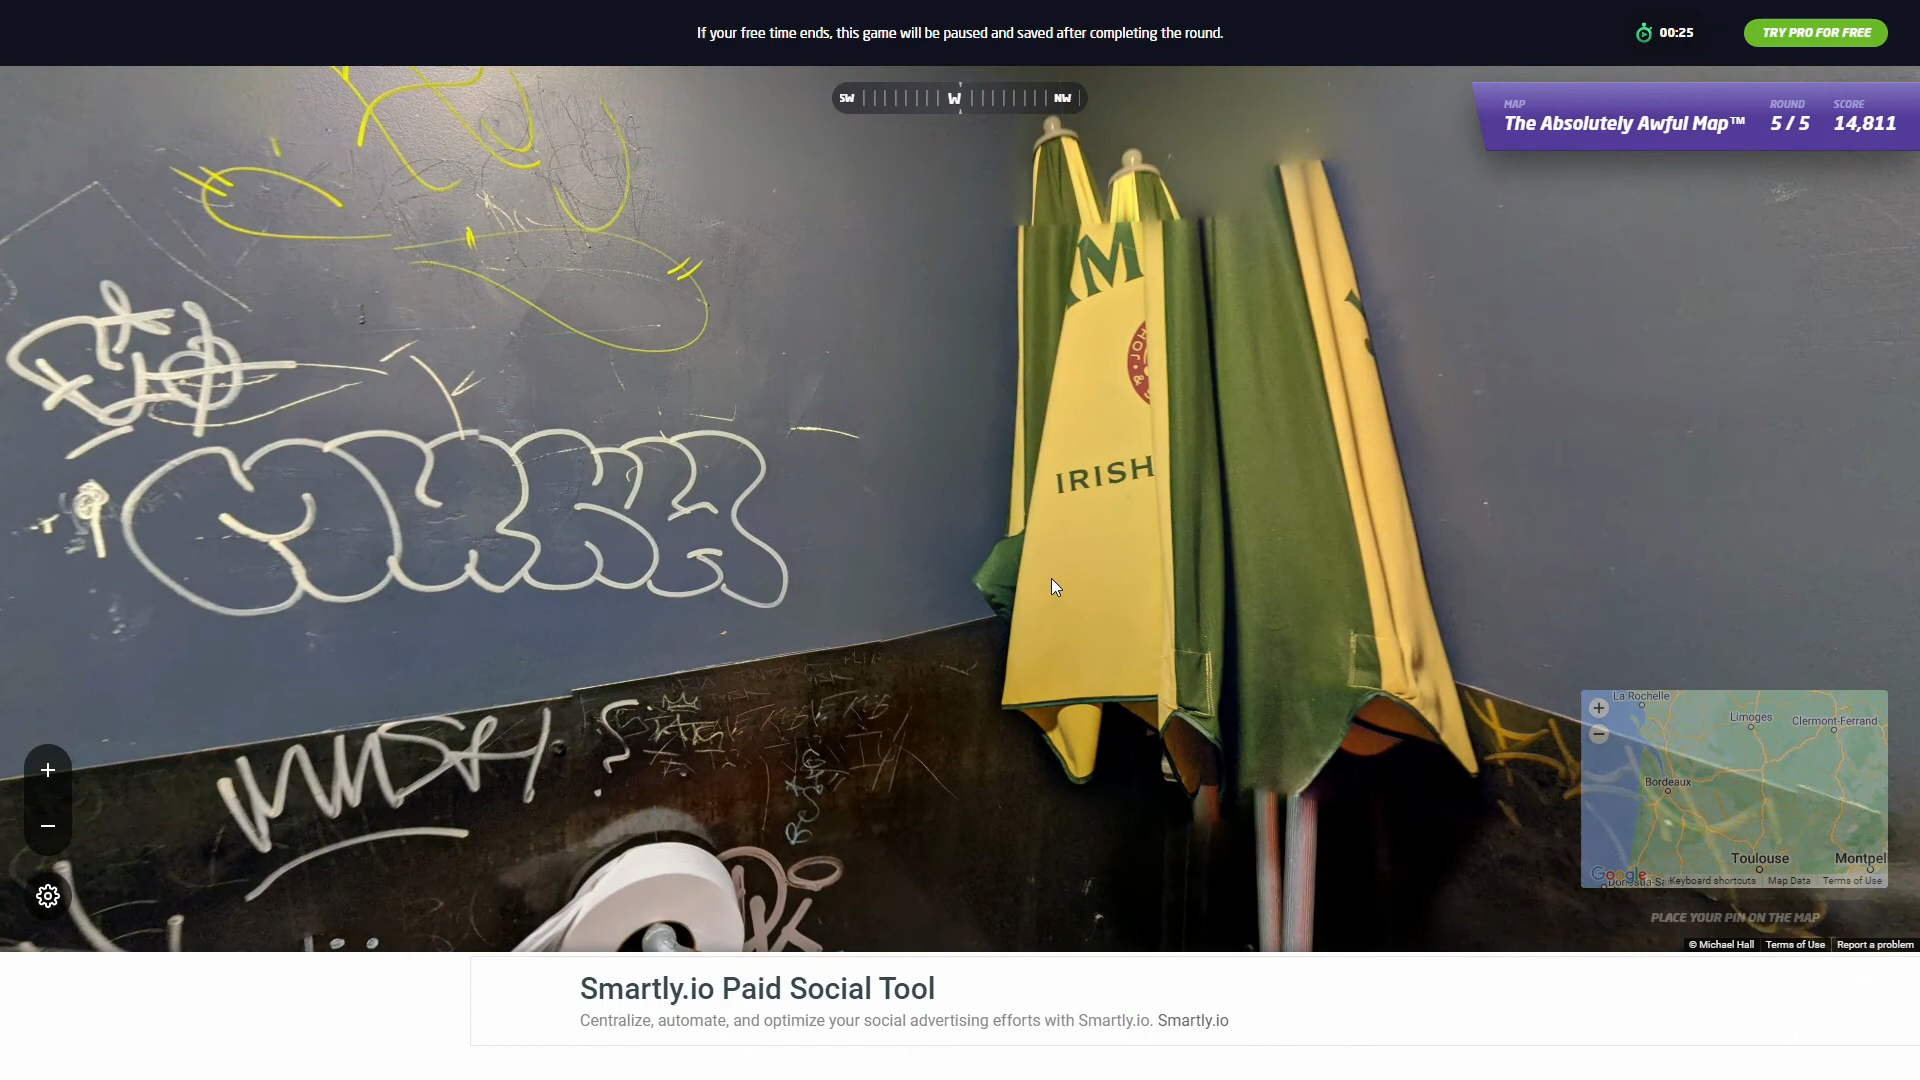 If your free time ends, this game will be paused and saved after completing the round.
00:25
TRY PRO FOR FREE
SW W NW
MAP
The Absolutely Awful Map™
ROUND
5 / 5
SCORE
14,811
M
JOH
&
IRISH
La Rochelle
Limoges
Clermont-Ferrand
Bordeaux
Toulouse
Montpel
Google
Keyboard shortcuts
Map Data
Terms of Use
PLACE YOUR PIN ON THE MAP
© Michael Hall
Terms of Use
Report a problem
Smartly.io Paid Social Tool
Centralize, automate, and optimize your social advertising efforts with Smartly.io. Smartly.io